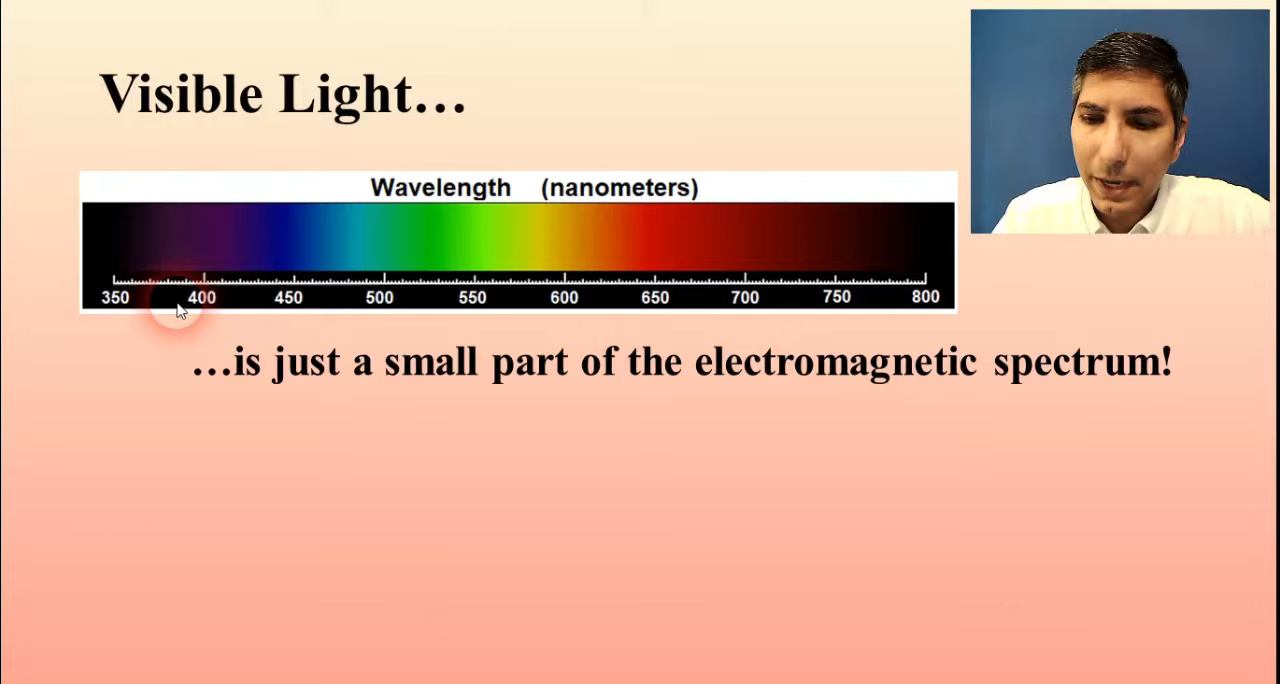 Visible Light…
Wavelength (nanometers)
350 400 450 500 550 600 650 700 750 800
…is just a small part of the electromagnetic spectrum!